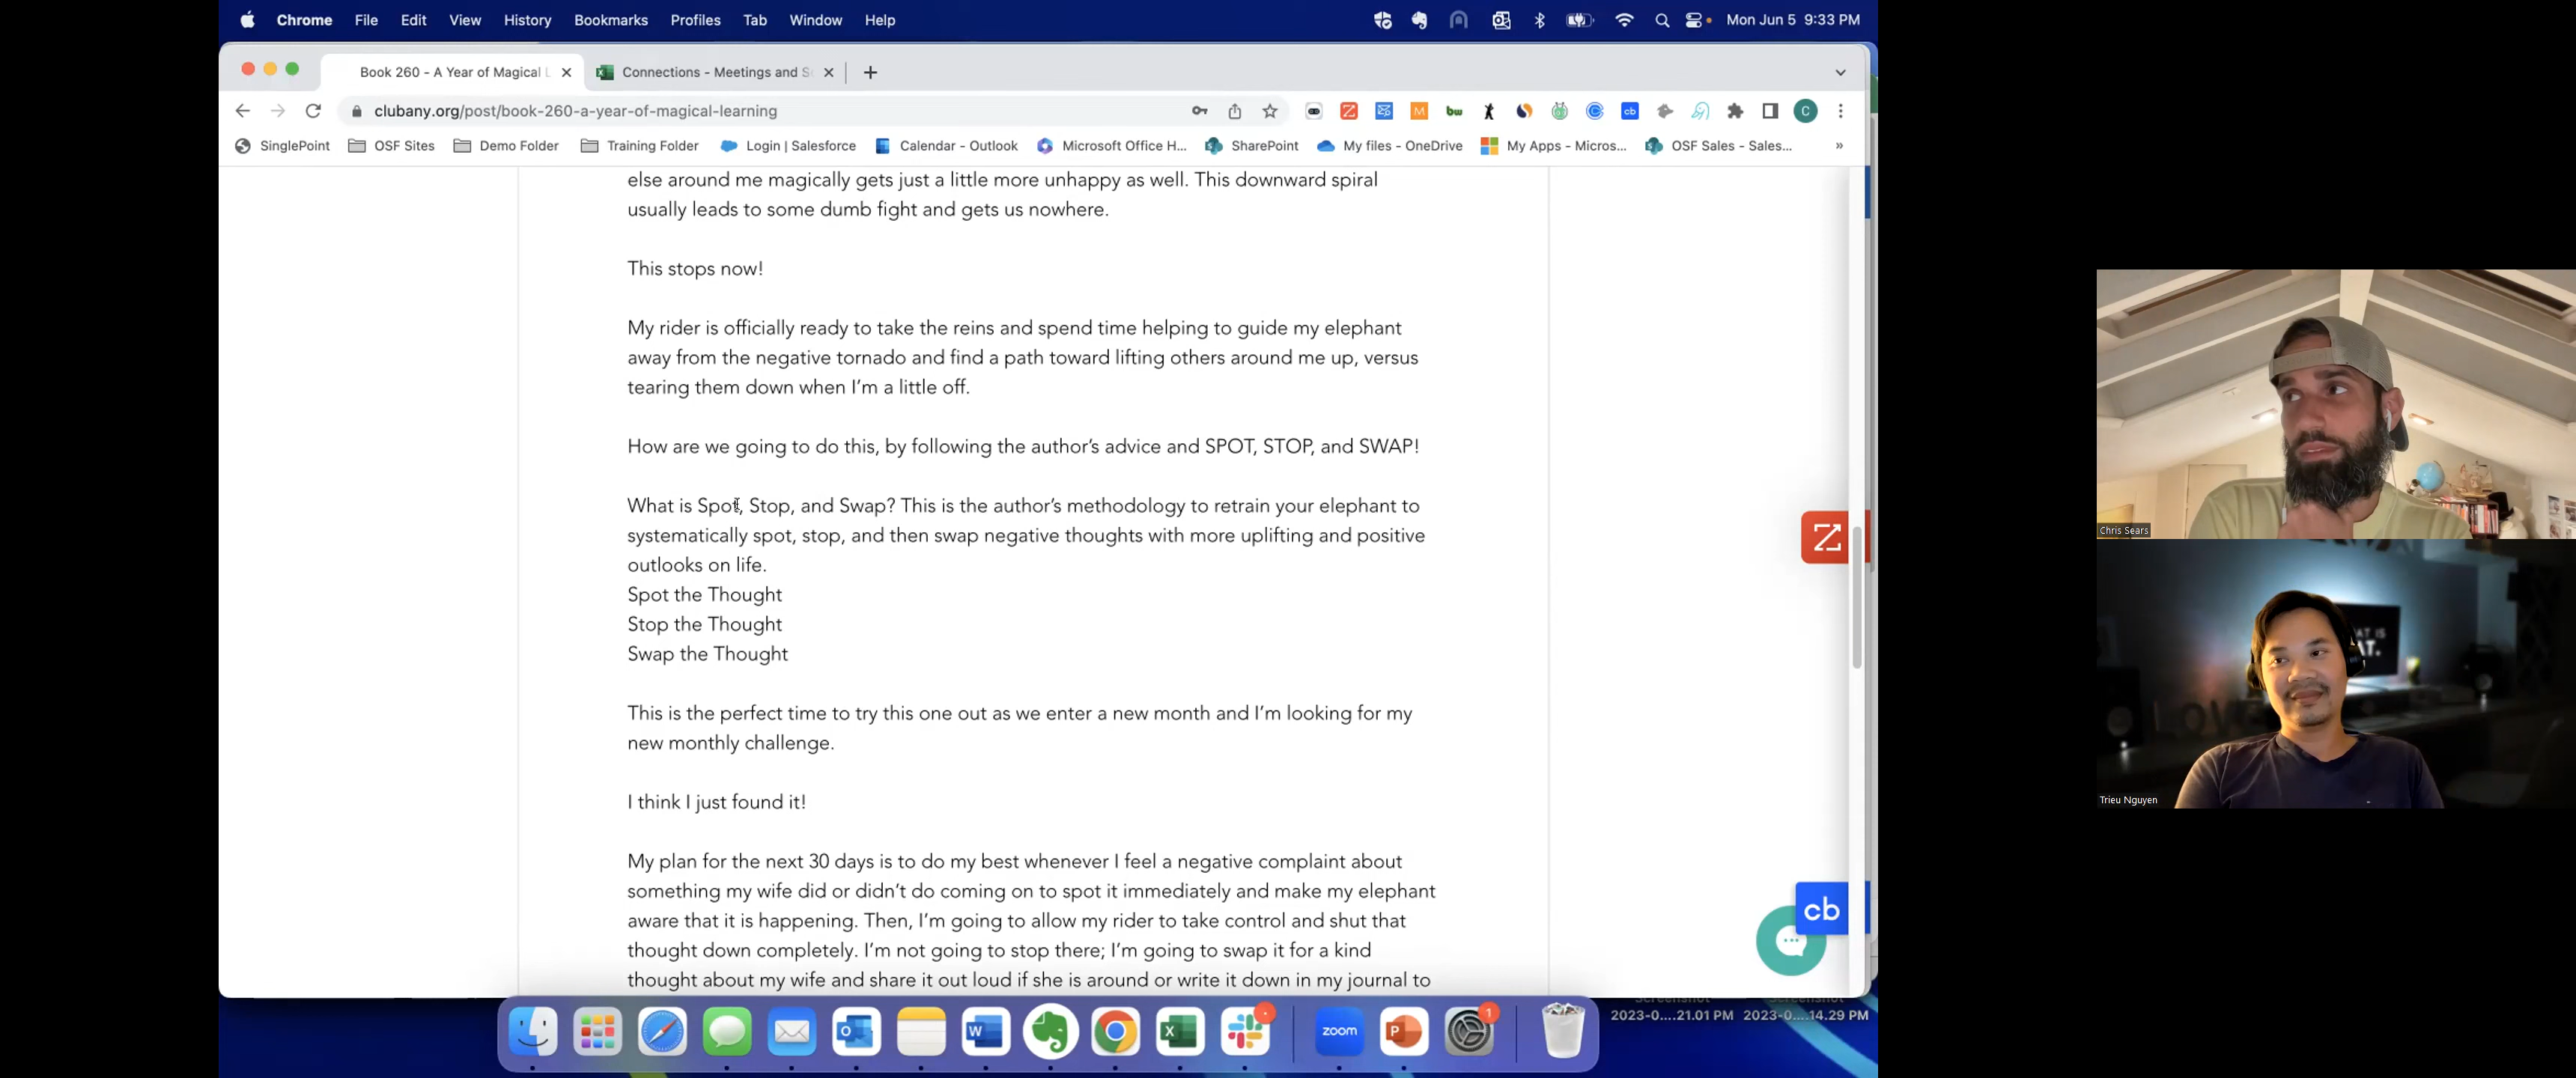 Chrome File Edit View History Bookmarks Profiles Tab Window Help Mon Jun 5 9:33 PM
Book 260 - A Year of Magical L Connections - Meetings and S
clubany.org/post/book-260-a-year-of-magical-learning
M bw cb C
SinglePoint OSF Sites Demo Folder Training Folder Login | Salesforce Calendar - Outlook Microsoft Office H... SharePoint My files - OneDrive My Apps - Micros... OSF Sales - Sales... »
else around me magically gets just a little more unhappy as well. This downward spiral
usually leads to some dumb fight and gets us nowhere.
This stops now!
My rider is officially ready to take the reins and spend time helping to guide my elephant
away from the negative tornado and find a path toward lifting others around me up, versus
tearing them down when I'm a little off.
How are we going to do this, by following the author's advice and SPOT, STOP, and SWAP!
What is Spot, Stop, and Swap? This is the author's methodology to retrain your elephant to
systematically spot, stop, and then swap negative thoughts with more uplifting and positive
outlooks on life.
Spot the Thought
Stop the Thought
Swap the Thought
This is the perfect time to try this one out as we enter a new month and I'm looking for my
new monthly challenge.
I think I just found it!
My plan for the next 30 days is to do my best whenever I feel a negative complaint about
something my wife did or didn't do coming on to spot it immediately and make my elephant
aware that it is happening. Then, I'm going to allow my rider to take control and shut that
thought down completely. I'm not going to stop there; I'm going to swap it for a kind
thought about my wife and share it out loud if she is around or write it down in my journal to
cb
Screenshot Screenshot
2023-0....21.01 PM 2023-0....14.29 PM
O W X zoom P 1
Chris Sears
AT IS
AT.
LOVE
Trieu Nguyen